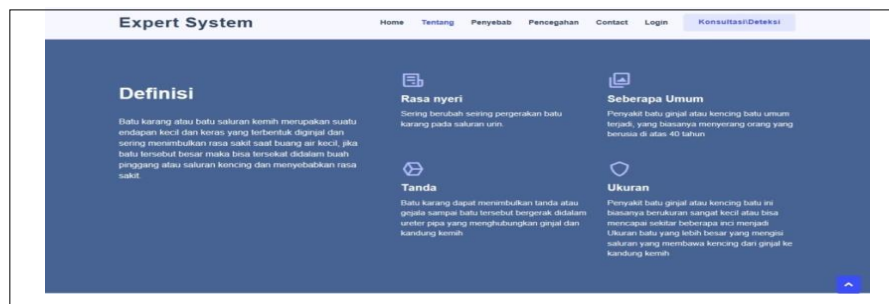 Expert System
Home Tentang Penyebab Pencegahan Contact Login Konsultasi\Deteksi
Definisi
Batu karang atau batu saluran kemih merupakan suatu
endapan kecil dan keras yang terbentuk diginjal dan
sering menimbulkan rasa sakit saat buang air kecil, jika
batu tersebut besar maka bisa tersekat didalam buah
pinggang atau saluran koncing dan menyebabkan rasa
sakit.
Rasa nyeri
Sering berubah seiring pergerakan batu
karang pada saluran urin.
Seberapa Umum
Penyakit batu ginjal atau kencing batu umum
terjadi, yang biasanya menyerang orang yang
berusia di atas 40 tahun
Tanda
Batu karang dapat menimbulkan tanda atau
gejala sampai batu tersebut bergerak didalam
ureter pipa yang menghubungkan ginjal dan
kandung kemih
Ukuran
Penyakit batu ginjal atau kencing batu ini
biasanya berukuran sangat kecil atau bisa
mencapai sekitar beberapa inci menjadi
Ukuran batu yang lebih besar yang mengisi
saluran yang membawa kencing dari ginjal ke
kandung kemih